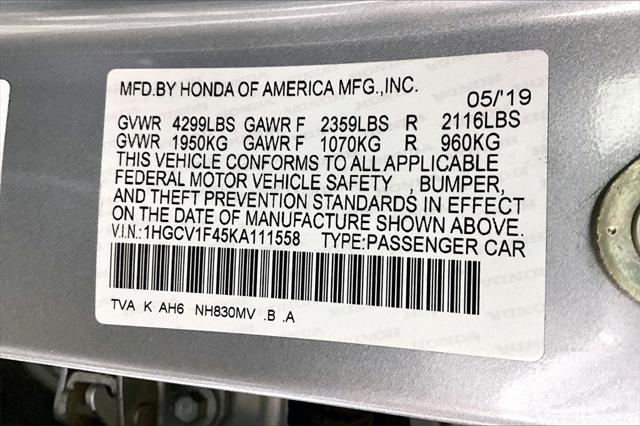 MFD.BY HONDA OF AMERICA MFG.,INC.
05/'19
GVWR 4299LBS GAWR F 2359LBS R 2116LBS
GVWR 1950KG GAWR F 1070KG R 960KG
THIS VEHICLE CONFORMS TO ALL APPLICABLE
FEDERAL MOTOR VEHICLE SAFETY , BUMPER,
AND THEFT PREVENTION STANDARDS IN EFFECT
ON THE DATE OF MANUFACTURE SHOWN ABOVE.
V.I.N.:1HGCV1F45KA111558 TYPE:PASSENGER CAR
TVA K AH6 NH830MV .B .A